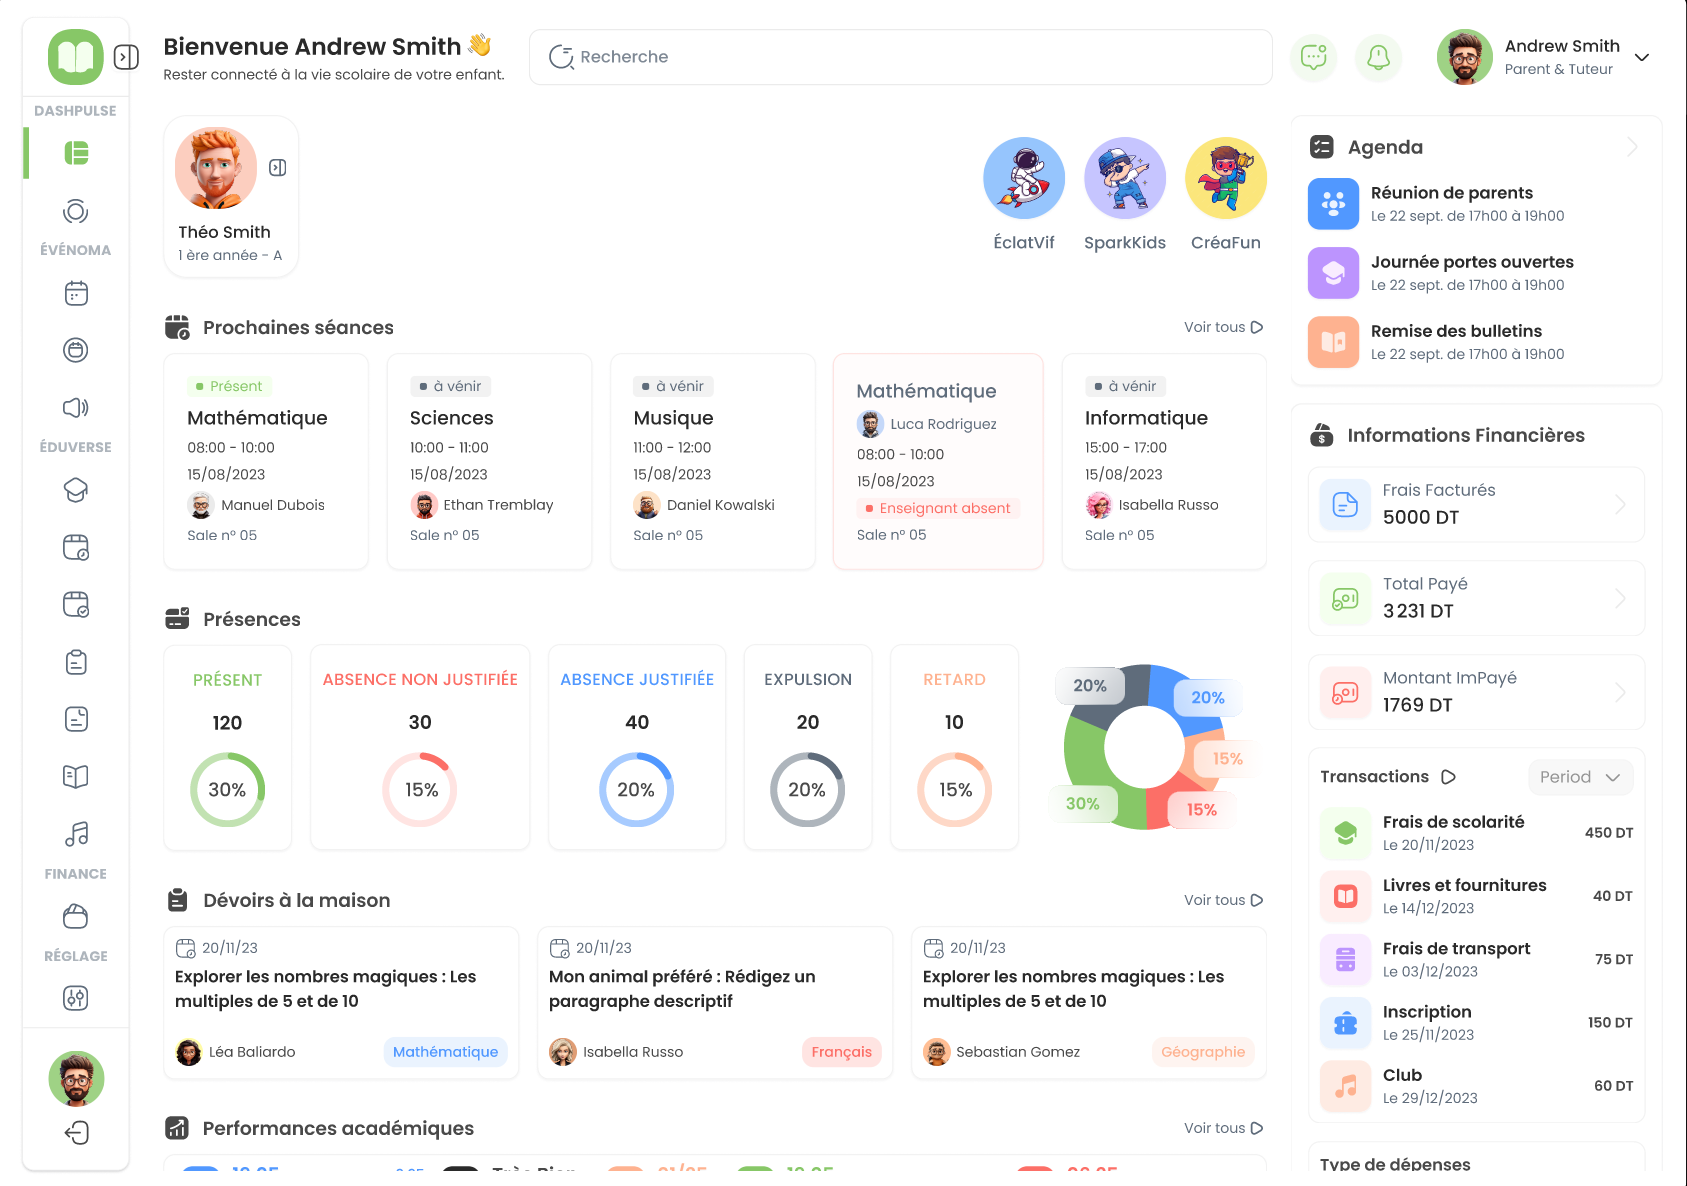 DASHPULSE
ÉVÉNOMA
ÉDUVERSE
FINANCE
RÉGLAGE
Bienvenue Andrew Smith 👋
Rester connecté à la vie scolaire de votre enfant.
Recherche
Andrew Smith
Parent & Tuteur
Théo Smith
1 ère année - A
ÉclatVif
SparkKids
CréaFun
Prochaines séances
Voir tous
Présent
Mathématique
08:00 - 10:00
15/08/2023
Manuel Dubois
Sale n° 05
à vénir
Sciences
10:00 - 11:00
15/08/2023
Ethan Tremblay
Sale n° 05
à vénir
Musique
11:00 - 12:00
15/08/2023
Daniel Kowalski
Sale n° 05
Mathématique
Luca Rodriguez
08:00 - 10:00
15/08/2023
Enseignant absent
Sale n° 05
à vénir
Informatique
15:00 - 17:00
15/08/2023
Isabella Russo
Sale n° 05
Présences
PRÉSENT
120
30%
ABSENCE NON JUSTIFIÉE
30
15%
ABSENCE JUSTIFIÉE
40
20%
EXPULSION
20
20%
RETARD
10
15%
20%
20%
15%
30%
15%
Dévoirs à la maison
Voir tous
20/11/23
Explorer les nombres magiques : Les
multiples de 5 et de 10
Léa Baliardo
Mathématique
20/11/23
Mon animal préféré : Rédigez un
paragraphe descriptif
Isabella Russo
Français
20/11/23
Explorer les nombres magiques : Les
multiples de 5 et de 10
Sebastian Gomez
Géographie
Performances académiques
Voir tous
Agenda
Réunion de parents
Le 22 sept. de 17h00 à 19h00
Journée portes ouvertes
Le 22 sept. de 17h00 à 19h00
Remise des bulletins
Le 22 sept. de 17h00 à 19h00
Informations Financières
Frais Facturés
5000 DT
Total Payé
3 231 DT
Montant ImPayé
1769 DT
Transactions
Period
Frais de scolarité
Le 20/11/2023
450 DT
Livres et fournitures
Le 14/12/2023
40 DT
Frais de transport
Le 03/12/2023
75 DT
Inscription
Le 25/11/2023
150 DT
Club
Le 29/12/2023
60 DT
Type de dépenses